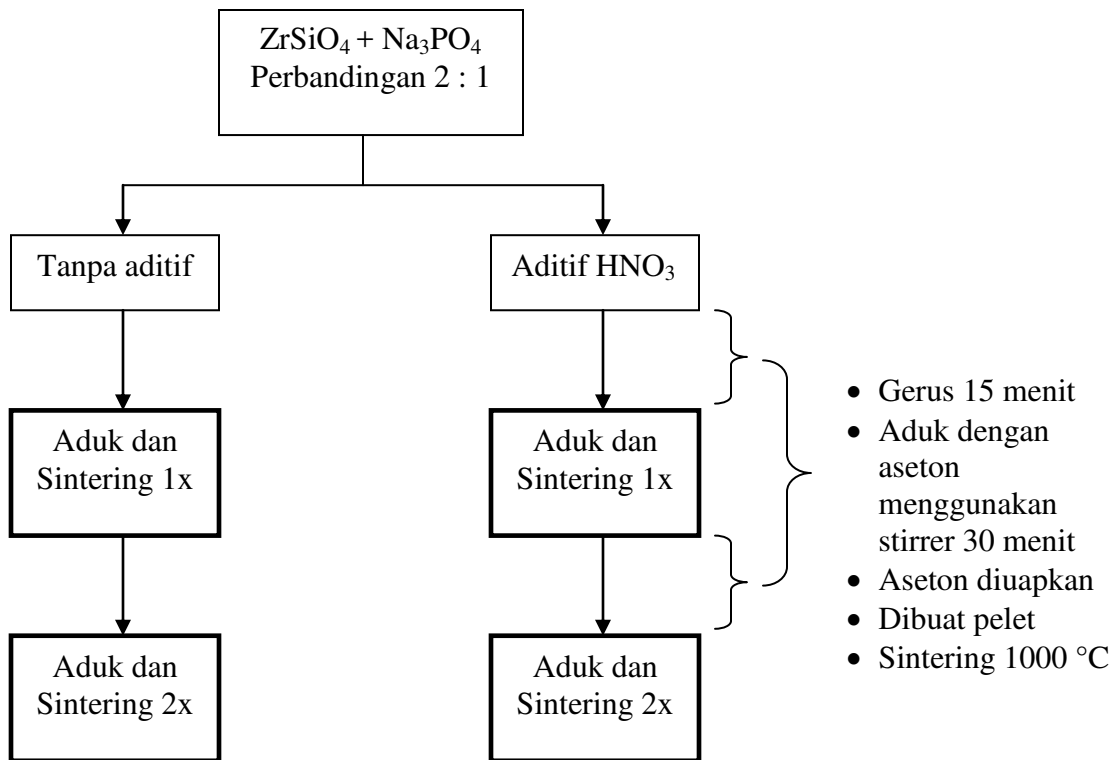 ZrSiO₄ + Na₃PO₄
Perbandingan 2 : 1
Tanpa aditif
Aditif HNO₃
Aduk dan
Sintering 1x
Aduk dan
Sintering 1x
• Gerus 15 menit
• Aduk dengan
aseton
menggunakan
stirrer 30 menit
• Aseton diuapkan
• Dibuat pelet
• Sintering 1000 °C
Aduk dan
Sintering 2x
Aduk dan
Sintering 2x